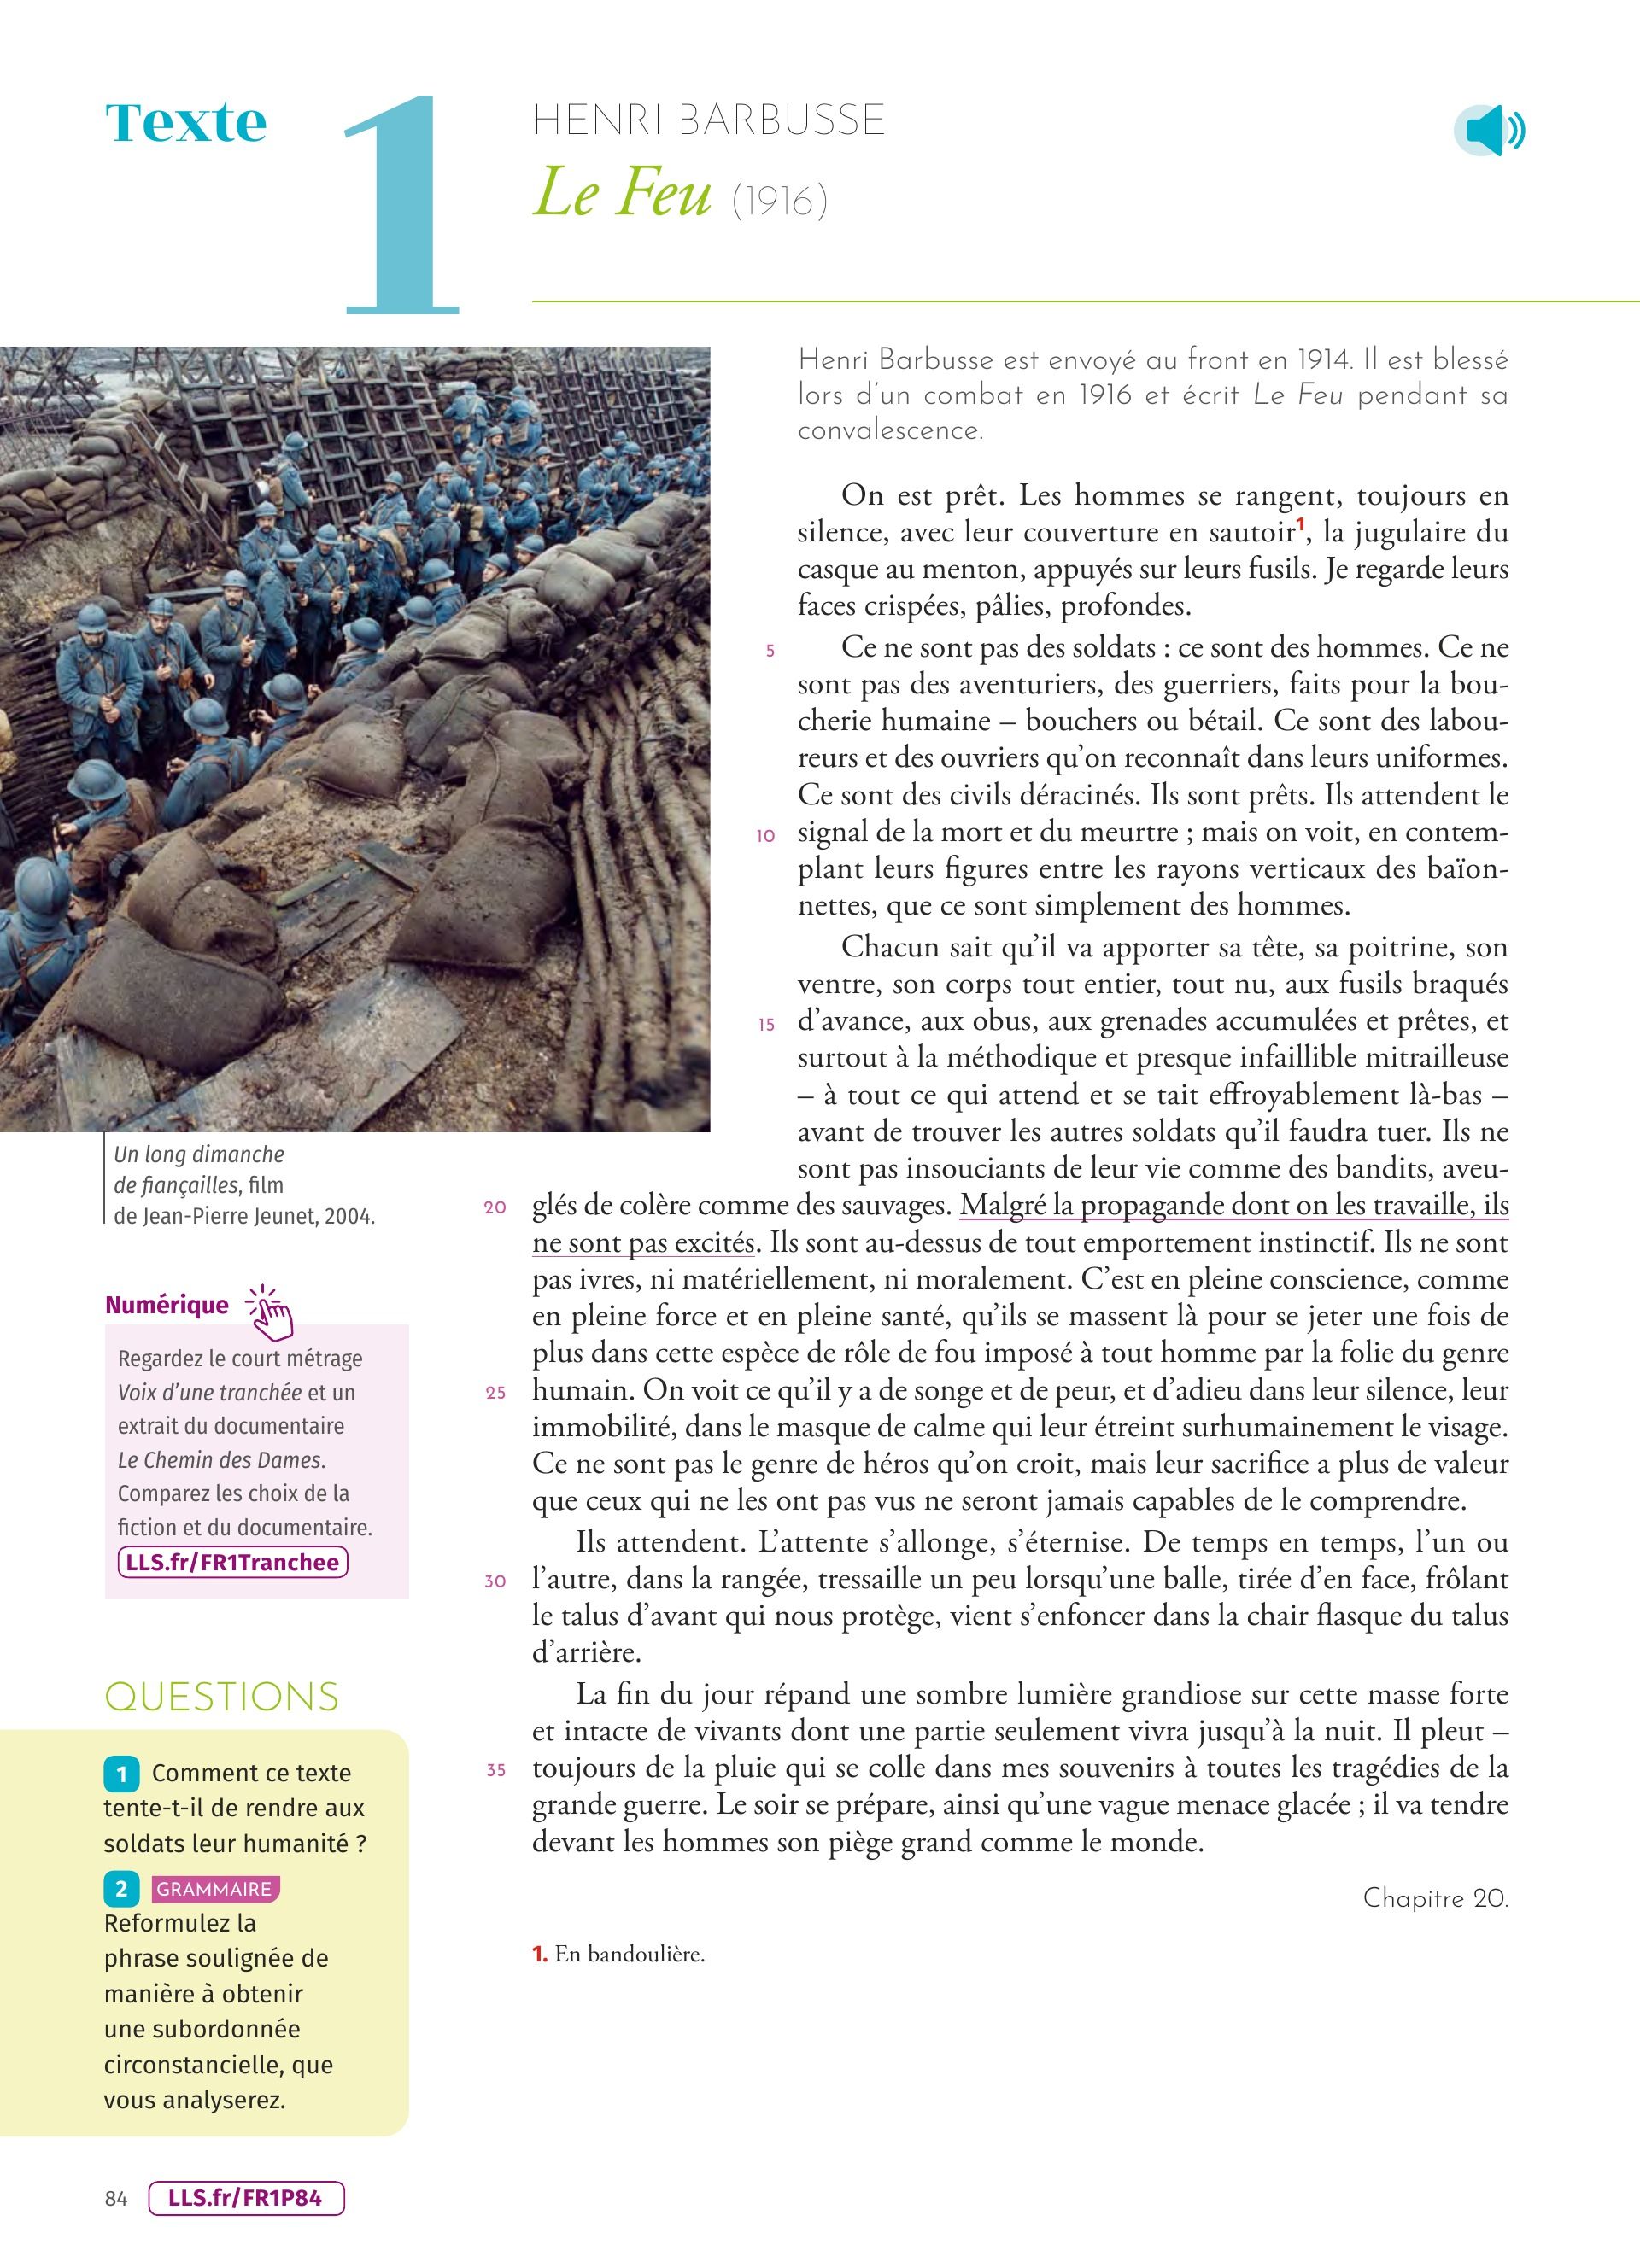 Texte 1
HENRI BARBUSSE
Le Feu (1916)
Henri Barbusse est envoyé au front en 1914. Il est blessé
lors d'un combat en 1916 et écrit Le Feu pendant sa
convalescence.
On est prêt. Les hommes se rangent, toujours en
silence, avec leur couverture en sautoir1, la jugulaire du
casque au menton, appuyés sur leurs fusils. Je regarde leurs
faces crispées, pâlies, profondes.
5 Ce ne sont pas des soldats : ce sont des hommes. Ce ne
sont pas des aventuriers, des guerriers, faits pour la bou-
cherie humaine – bouchers ou bétail. Ce sont des labou-
reurs et des ouvriers qu'on reconnaît dans leurs uniformes.
Ce sont des civils déracinés. Ils sont prêts. Ils attendent le
10 signal de la mort et du meurtre ; mais on voit, en contem-
plant leurs figures entre les rayons verticaux des baïon-
nettes, que ce sont simplement des hommes.
Chacun sait qu'il va apporter sa tête, sa poitrine, son
ventre, son corps tout entier, tout nu, aux fusils braqués
15 d'avance, aux obus, aux grenades accumulées et prêtes, et
surtout à la méthodique et presque infaillible mitrailleuse
– à tout ce qui attend et se tait effroyablement là-bas –
avant de trouver les autres soldats qu'il faudra tuer. Ils ne
sont pas insouciants de leur vie comme des bandits, aveu-
20 glés de colère comme des sauvages. Malgré la propagande dont on les travaille, ils
ne sont pas excités. Ils sont au-dessus de tout emportement instinctif. Ils ne sont
pas ivres, ni matériellement, ni moralement. C'est en pleine conscience, comme
en pleine force et en pleine santé, qu'ils se massent là pour se jeter une fois de
plus dans cette espèce de rôle de fou imposé à tout homme par la folie du genre
25 humain. On voit ce qu'il y a de songe et de peur, et d'adieu dans leur silence, leur
immobilité, dans le masque de calme qui leur étreint surhumainement le visage.
Ce ne sont pas le genre de héros qu'on croit, mais leur sacrifice a plus de valeur
que ceux qui ne les ont pas vus ne seront jamais capables de le comprendre.
Ils attendent. L'attente s'allonge, s'éternise. De temps en temps, l'un ou
30 l'autre, dans la rangée, tressaille un peu lorsqu'une balle, tirée d'en face, frôlant
le talus d'avant qui nous protège, vient s'enfoncer dans la chair flasque du talus
d'arrière.
La fin du jour répand une sombre lumière grandiose sur cette masse forte
et intacte de vivants dont une partie seulement vivra jusqu'à la nuit. Il pleut –
35 toujours de la pluie qui se colle dans mes souvenirs à toutes les tragédies de la
grande guerre. Le soir se prépare, ainsi qu'une vague menace glacée ; il va tendre
devant les hommes son piège grand comme le monde.
Chapitre 20.
1. En bandoulière.
Un long dimanche
de fiançailles, film
de Jean-Pierre Jeunet, 2004.
Numérique
Regardez le court métrage
Voix d'une tranchée et un
extrait du documentaire
Le Chemin des Dames.
Comparez les choix de la
fiction et du documentaire.
LLS.fr/FR1Tranchee
QUESTIONS
1 Comment ce texte
tente-t-il de rendre aux
soldats leur humanité ?
2 GRAMMAIRE
Reformulez la
phrase soulignée de
manière à obtenir
une subordonnée
circonstancielle, que
vous analyserez.
84 LLS.fr/FR1P84